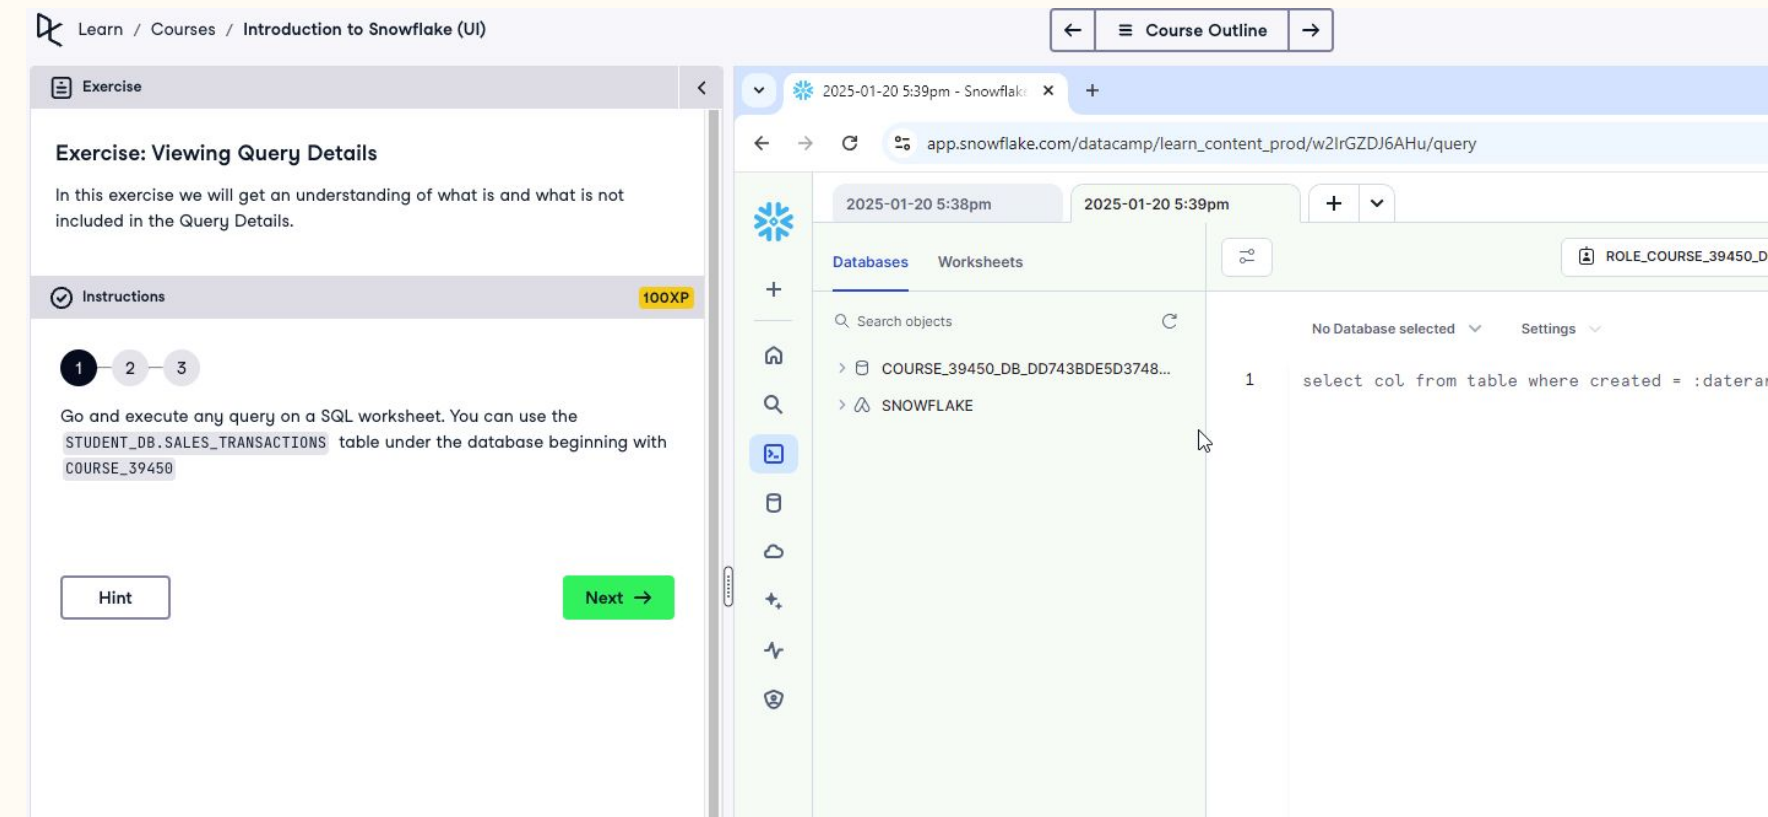 Learn / Courses / Introduction to Snowflake (UI)
Course Outline
Exercise
Exercise: Viewing Query Details
In this exercise we will get an understanding of what is and what is not
included in the Query Details.
Instructions
100XP
1 2 3
Go and execute any query on a SQL worksheet. You can use the
STUDENT_DB.SALES_TRANSACTIONS table under the database beginning with
COURSE_39450
Hint
Next
2025-01-20 5:39pm - Snowflake
app.snowflake.com/datacamp/learn_content_prod/w2IrGZDJ6AHu/query
2025-01-20 5:38pm
2025-01-20 5:39pm
Databases
Worksheets
ROLE_COURSE_39450_D
Search objects
No Database selected
Settings
COURSE_39450_DB_DD743BDE5D3748...
SNOWFLAKE
1 select col from table where created = :daterar